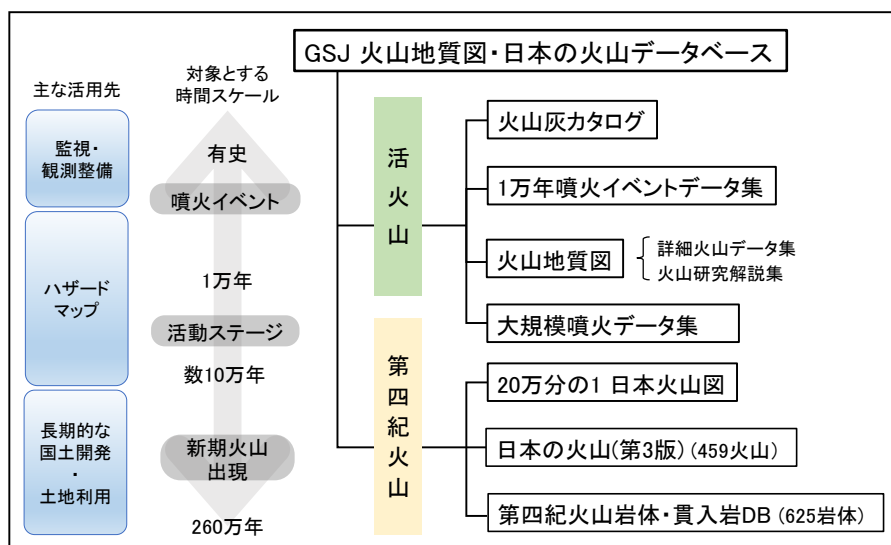 GSJ 火山地質図・日本の火山データベース
主な活用先
監視・
観測整備
ハザード
マップ
長期的な
国土開発
・
土地利用
対象とする
時間スケール
有史
噴火イベント
1万年
活動ステージ
数10万年
新期火山
出現
260万年
活火山
火山灰カタログ
1万年噴火イベントデータ集
火山地質図
詳細火山データ集
火山研究解説集
大規模噴火データ集
第四紀火山
20万分の1 日本火山図
日本の火山(第3版) (459火山)
第四紀火山岩体・貫入岩DB (625岩体)